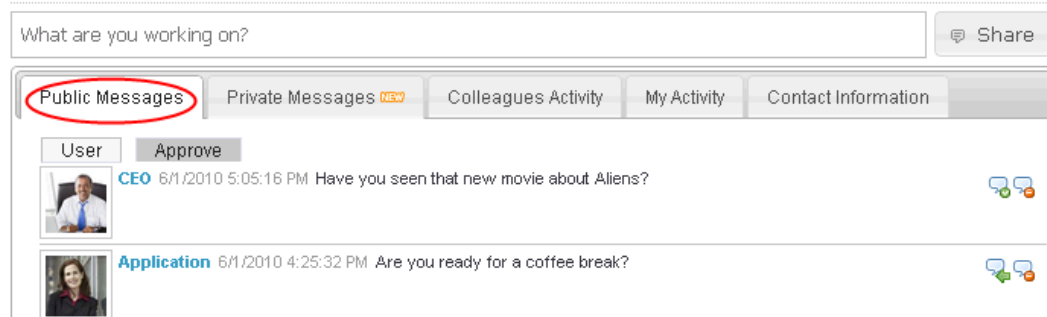 What are you working on? Share
Public Messages Private Messages NEW Colleagues Activity My Activity Contact Information
User Approve
CEO 6/1/2010 5:05:16 PM Have you seen that new movie about Aliens?
Application 6/1/2010 4:25:32 PM Are you ready for a coffee break?